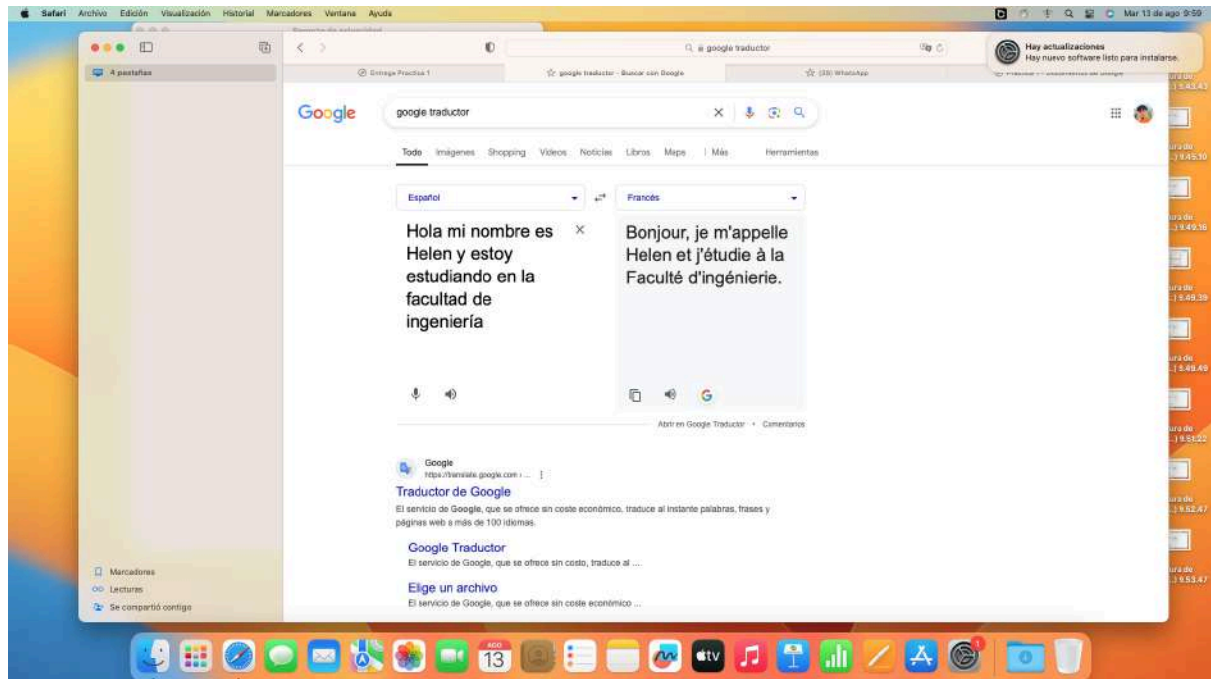 Safari Archivo Edición Visualización Historial Marcadores Ventana Ayuda
Mar 13 de ago 9:59
google traductor
Hay actualizaciones
Hay nuevo software listo para instalarse.
4 pestañas
Entrega Practica 1
google traductor - Buscar con Google
(38) WhatsApp
Google
google traductor
Todo Imágenes Shopping Videos Noticias Libros Maps Más Herramientas
Español
Francés
Hola mi nombre es
Helen y estoy
estudiando en la
facultad de
ingeniería
Bonjour, je m'appelle
Helen et j'étudie à la
Faculté d'ingénierie.
Abrir en Google Traductor • Comentarios
Google
https://translate.google.com › ...
Traductor de Google
El servicio de Google, que se ofrece sin coste económico, traduce al instante palabras, frases y
páginas web a más de 100 idiomas.
Google Traductor
El servicio de Google, que se ofrece sin costo, traduce al ...
Elige un archivo
El servicio de Google, que se ofrece sin coste económico ...
Marcadores
Lecturas
Se compartió contigo
AGO
13
tv
1